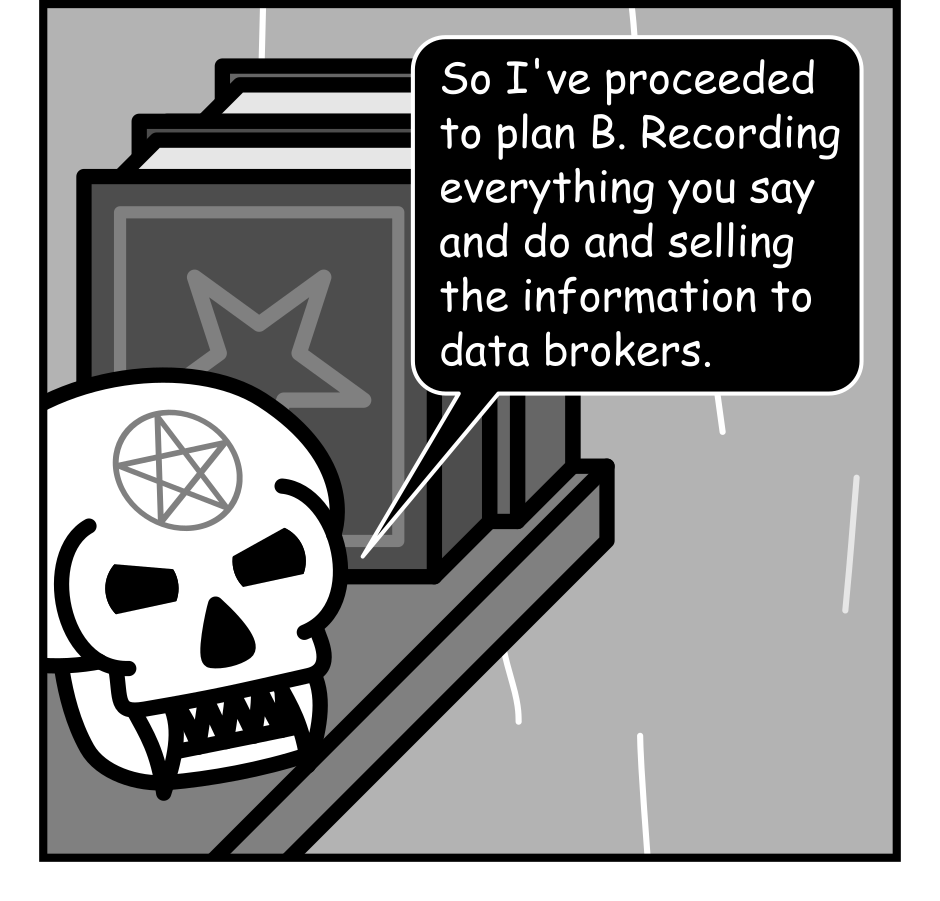 So I've proceeded
to plan B. Recording
everything you say
and do and selling
the information to
data brokers.